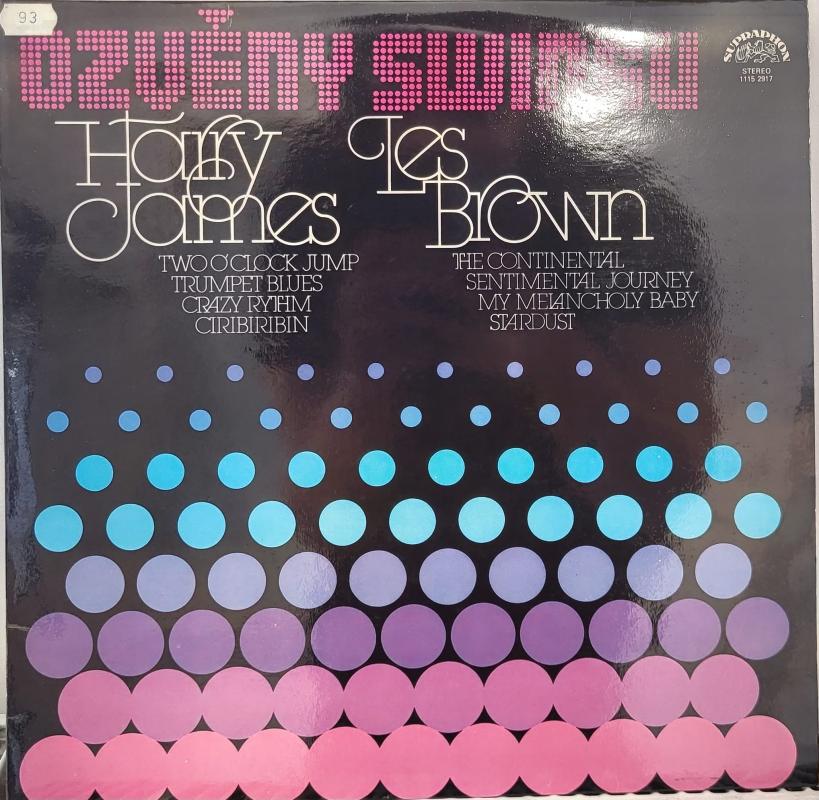 93
OZVĚNY SWINGU
SUPRAPHON
STEREO
1115 2917
Harry
James
Les
Brown
TWO O'CLOCK JUMP
TRUMPET BLUES
CRAZY RYTHM
CIRIBIRIBIN
THE CONTINENTAL
SENTIMENTAL JOURNEY
MY MELANCHOLY BABY
STARDUST